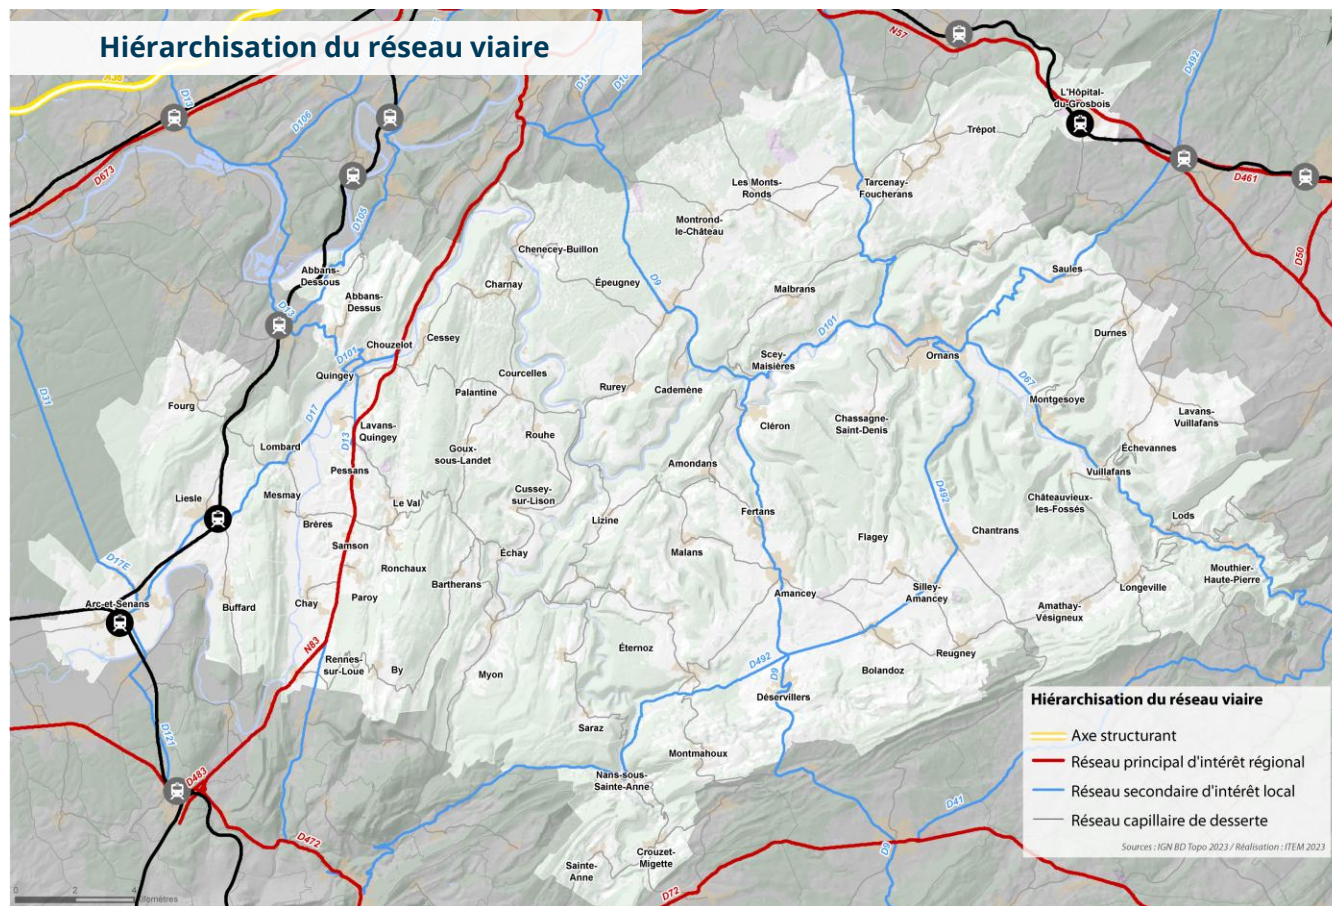 Hiérarchisation du réseau viaire
N57
D492
A36
D13
D106
L'Hôpital-
du-Grosbois
Trépot
D673
D461
Les Monts-
Ronds
Tarcenay-
Foucherans
D105
Montrond-
le-Château
Chenecey-Buillon
D50
Abbans-
Dessous
Saules
D9
Charnay
Épeugney
Malbrans
Abbans-
Dessus
D13
D101
Durnes
Cessey
Chouzelot
D101
Scey-
Maisières
Ornans
Quingey
Courcelles
D67
Rurey
Cademène
D31
Palantine
Montgesoye
Fourg
D17
Lavans-
Vuillafans
Cléron
Chassagne-
Saint-Denis
Lavans-
Quingey
Rouhe
D13
Lombard
Goux-
sous-Landet
Échevannes
Amondans
Pessans
Vuillafans
D492
Liesle
Mesmay
Cussey-
sur-Lison
Le Val
Châteauvieux-
les-Fossés
Fertans
Lods
Brères
Lizine
Chantrans
Flagey
Samson
Échay
Malans
D17E
Ronchaux
Mouthier-
Haute-Pierre
Bartherans
Longeville
Silley-
Amancey
Arc-et-Senans
Buffard
Chay
Paroy
Amancey
Amathay-
Vésigneux
N83
Éternoz
Reugney
D492
Rennes-
sur-Loue
By
Myon
D9
Bolandoz
Déservillers
Saraz
D121
Montmahoux
D483
Nans-sous-
Sainte-Anne
D41
D472
D9
Crouzet-
Migette
Sainte-
Anne
D72
Hiérarchisation du réseau viaire
Axe structurant
Réseau principal d'intérêt régional
Réseau secondaire d'intérêt local
Réseau capillaire de desserte
Sources : IGN BD Topo 2023 / Réalisation : ITEM 2023
0 2 4